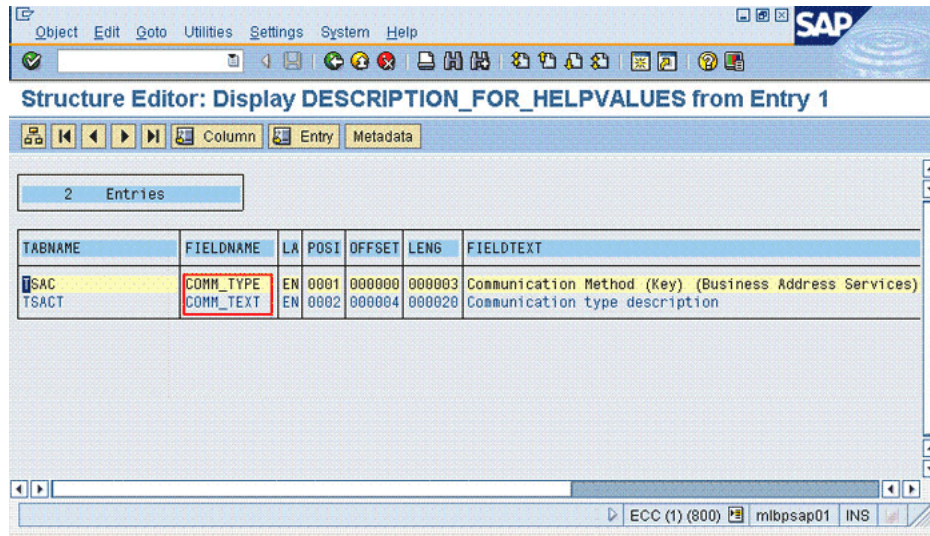 Object Edit Goto Utilities Settings System Help
SAP
Structure Editor: Display DESCRIPTION_FOR_HELPVALUES from Entry 1
Column Entry Metadata
2 Entries
TABNAME FIELDNAME LA POSI OFFSET LENG FIELDTEXT
TSAC COMM_TYPE EN 0001 000000 000003 Communication Method (Key) (Business Address Services)
TSACT COMM_TEXT EN 0002 000004 000020 Communication type description
ECC (1) (800) mlbpsap01 INS